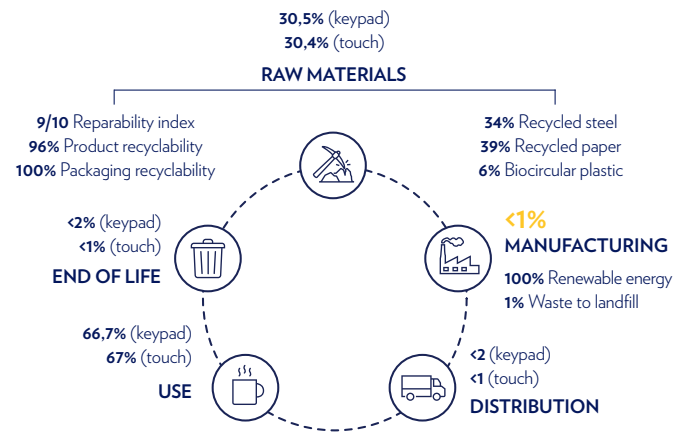 30,5% (keypad)
30,4% (touch)
RAW MATERIALS
9/10 Reparability index
96% Product recyclability
100% Packaging recyclability
34% Recycled steel
39% Recycled paper
6% Biocircular plastic
<2% (keypad)
<1% (touch)
END OF LIFE
<1%
MANUFACTURING
100% Renewable energy
1% Waste to landfill
66,7% (keypad)
67% (touch)
USE
<2 (keypad)
<1 (touch)
DISTRIBUTION